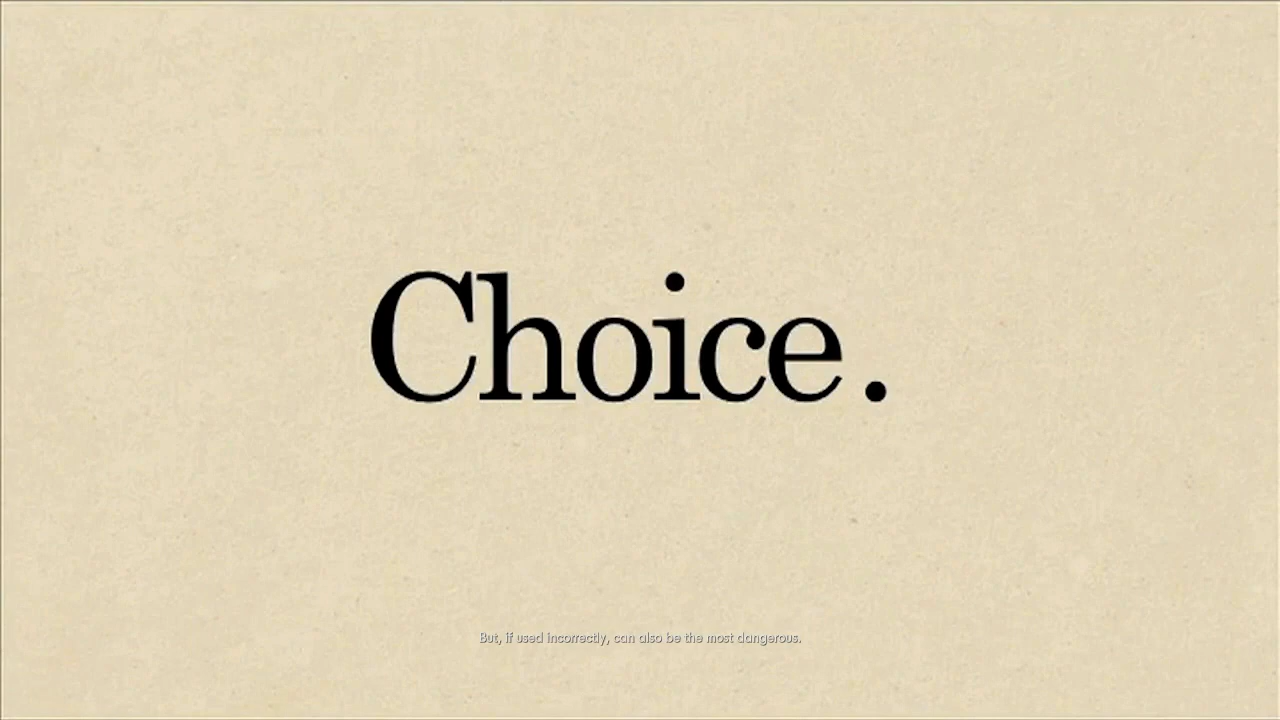 Choice.
But, if used incorrectly, can also be the most dangerous.